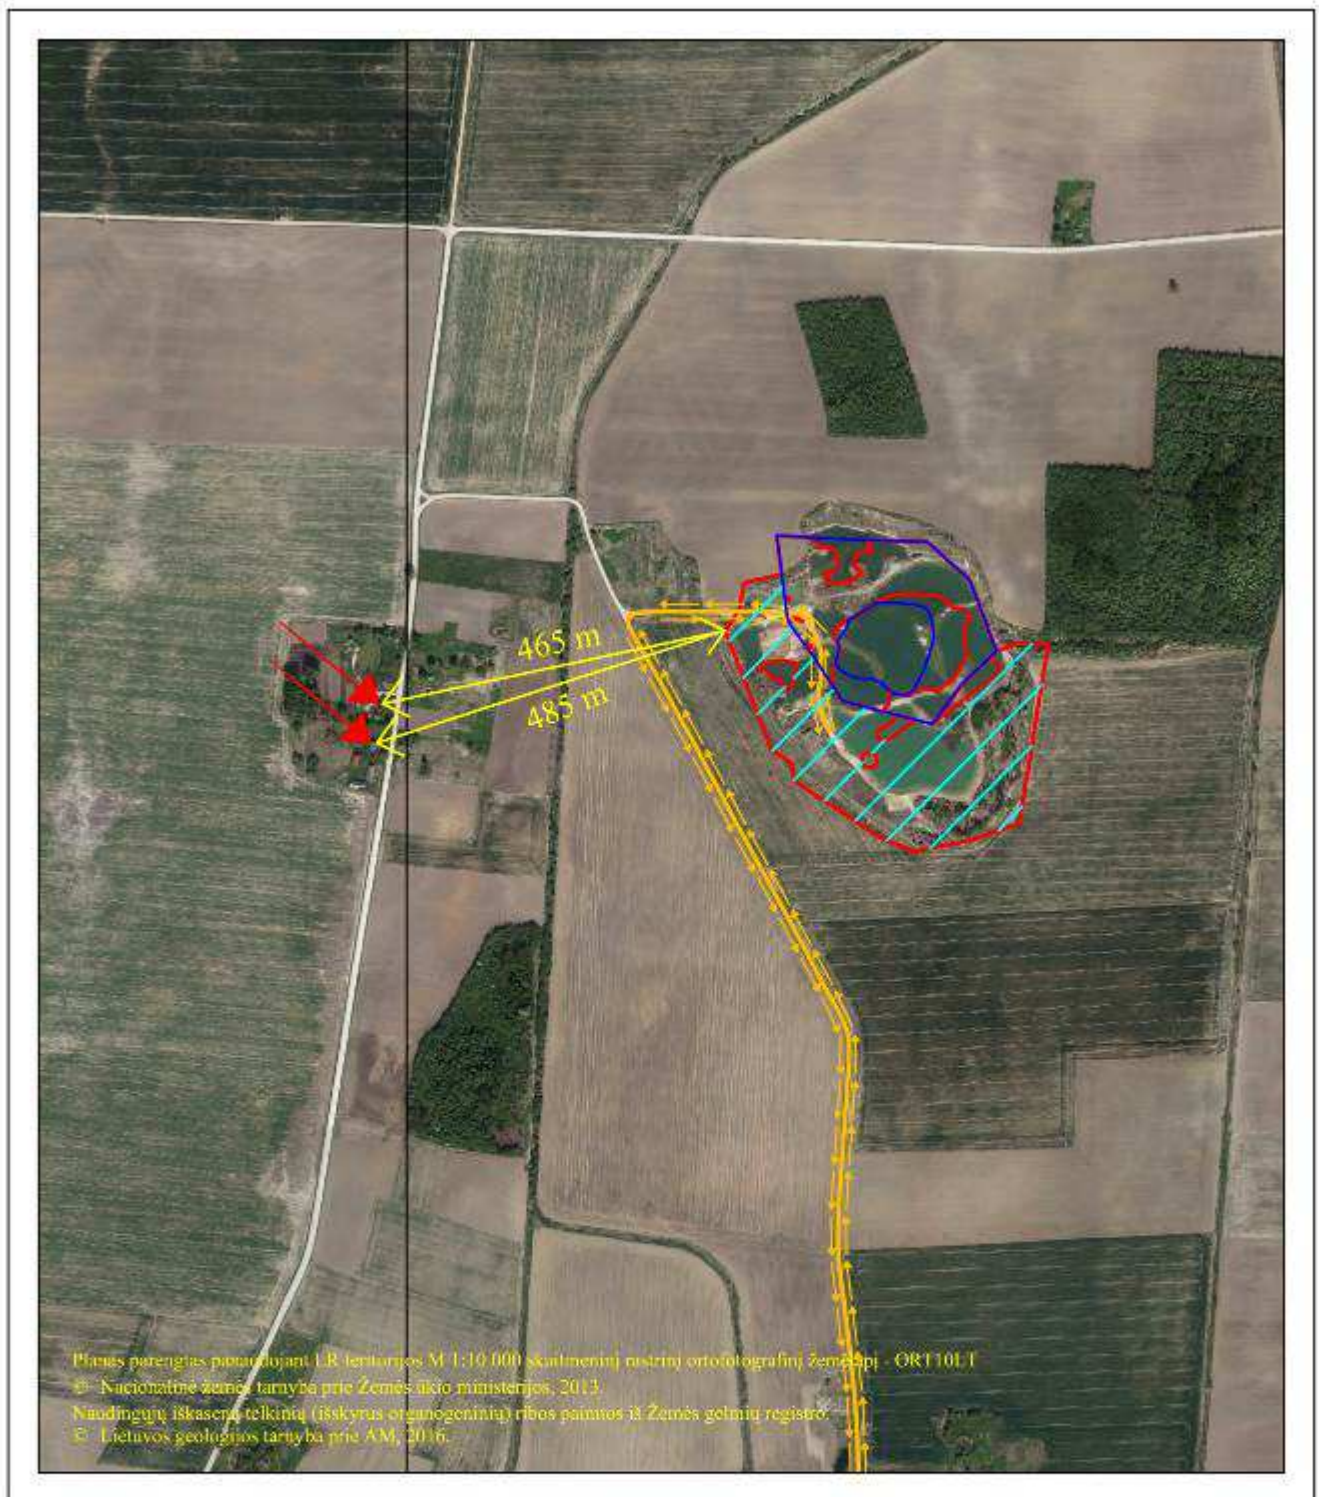 465 m
485 m
Planas parengtas panaudojant LR teritorijos M 1:10 000 skaitmeninį rastrinį ortofotografinį žemėlapį - ORT10LT
© Nacionalinė žemės tarnyba prie Žemės ūkio ministerijos, 2013.
Naudingųjų iškasenų telkinių (išskyrus organogeninių) ribos paimtos iš Žemės gelmių registro.
© Lietuvos geologijos tarnyba prie AM, 2016.